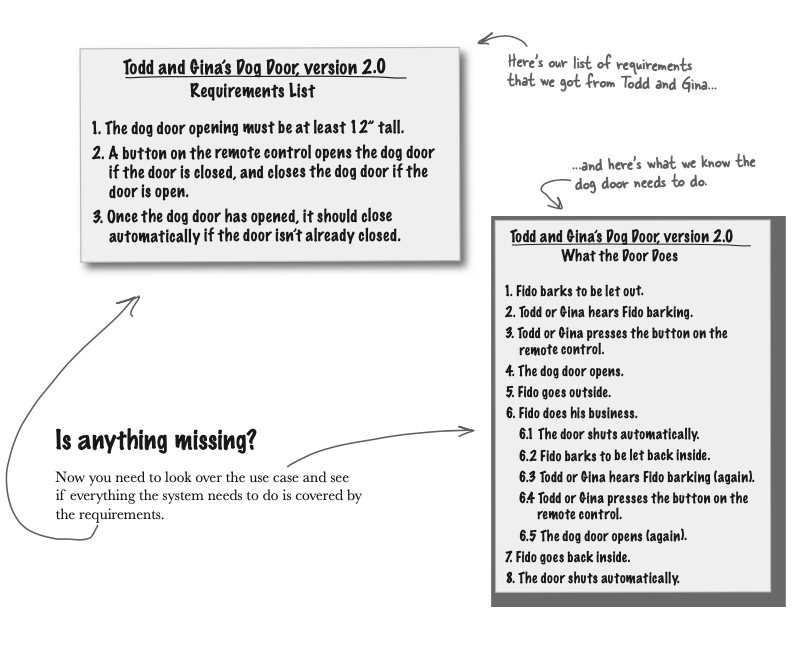 Todd and Gina's Dog Door, version 2.0
Requirements List
1. The dog door opening must be at least 12" tall.
2. A button on the remote control opens the dog door
if the door is closed, and closes the dog door if the
door is open.
3. Once the dog door has opened, it should close
automatically if the door isn't already closed.
Here's our list of requirements
that we got from Todd and Gina...
...and here's what we know the
dog door needs to do.
Todd and Gina's Dog Door, version 2.0
What the Door Does
1. Fido barks to be let out.
2. Todd or Gina hears Fido barking.
3. Todd or Gina presses the button on the
remote control.
4. The dog door opens.
5. Fido goes outside.
6. Fido does his business.
6.1 The door shuts automatically.
6.2 Fido barks to be let back inside.
6.3 Todd or Gina hears Fido barking (again).
6.4 Todd or Gina presses the button on the
remote control.
6.5 The dog door opens (again).
7. Fido goes back inside.
8. The door shuts automatically.
Is anything missing?
Now you need to look over the use case and see
if everything the system needs to do is covered by
the requirements.